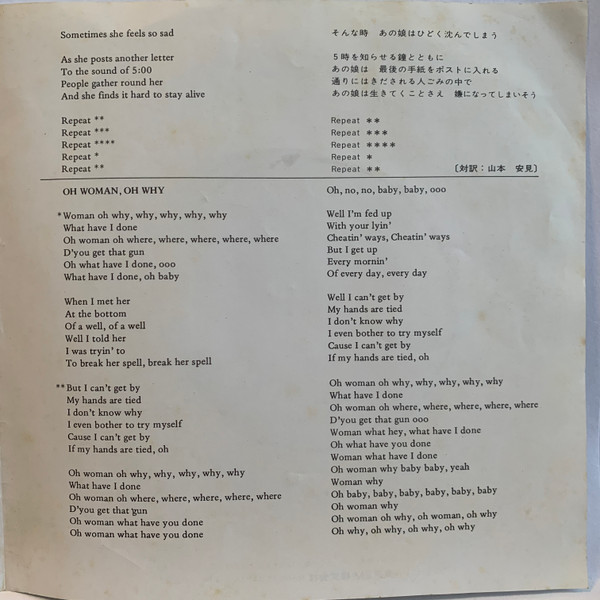 Sometimes she feels so sad
As she posts another letter
To the sound of 5:00
People gather round her
And she finds it hard to stay alive
Repeat **
Repeat ***
Repeat ****
Repeat *
Repeat **
そんな時 あの娘はひどく沈んでしまう
5時を知らせる鐘とともに
あの娘は 最後の手紙をポストに入れる
通りにはきだされる人ごみの中で
あの娘は生きてくことさえ 嫌になってしまいそう
Repeat **
Repeat ***
Repeat ****
Repeat *
Repeat **
〔対訳:山本 安見〕
OH WOMAN, OH WHY
*Woman oh why, why, why, why, why
What have I done
Oh woman oh where, where, where, where, where
D'you get that gun
Oh what have I done, ooo
What have I done, oh baby
When I met her
At the bottom
Of a well, of a well
Well I told her
I was tryin' to
To break her spell, break her spell
**But I can't get by
My hands are tied
I don't know why
I even bother to try myself
Cause I can't get by
If my hands are tied, oh
Oh woman oh why, why, why, why, why
What have I done
Oh woman oh where, where, where, where, where
D'you get that gun
Oh woman what have you done
Oh woman what have you done
Oh, no, no, baby, baby, ooo
Well I'm fed up
With your lyin'
Cheatin' ways, Cheatin' ways
But I get up
Every mornin'
Of every day, every day
Well I can't get by
My hands are tied
I don't know why
I even bother to try myself
Cause I can't get by
If my hands are tied, oh
Oh woman oh why, why, why, why, why
What have I done
Oh woman oh where, where, where, where, where
D'you get that gun ooo
Woman what hey, what have I done
Oh what have you done
Woman what have I done
Oh woman why baby baby, yeah
Woman why
Oh baby, baby, baby, baby, baby, baby
Oh woman why
Oh woman oh why, oh woman, oh why
Oh why, oh why, oh why, oh why